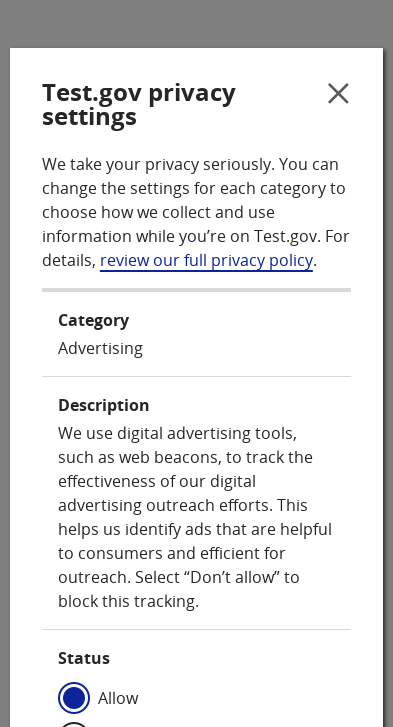 Test.gov privacy
settings
We take your privacy seriously. You can
change the settings for each category to
choose how we collect and use
information while you’re on Test.gov. For
details, review our full privacy policy.
Category
Advertising
Description
We use digital advertising tools,
such as web beacons, to track the
effectiveness of our digital
advertising outreach efforts. This
helps us identify ads that are helpful
to consumers and efficient for
outreach. Select “Don’t allow” to
block this tracking.
Status
Allow